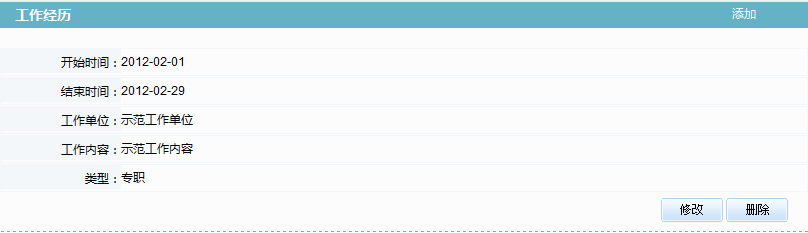 工作经历 添加
开始时间：2012-02-01
结束时间：2012-02-29
工作单位：示范工作单位
工作内容：示范工作内容
类型：专职
修改 删除